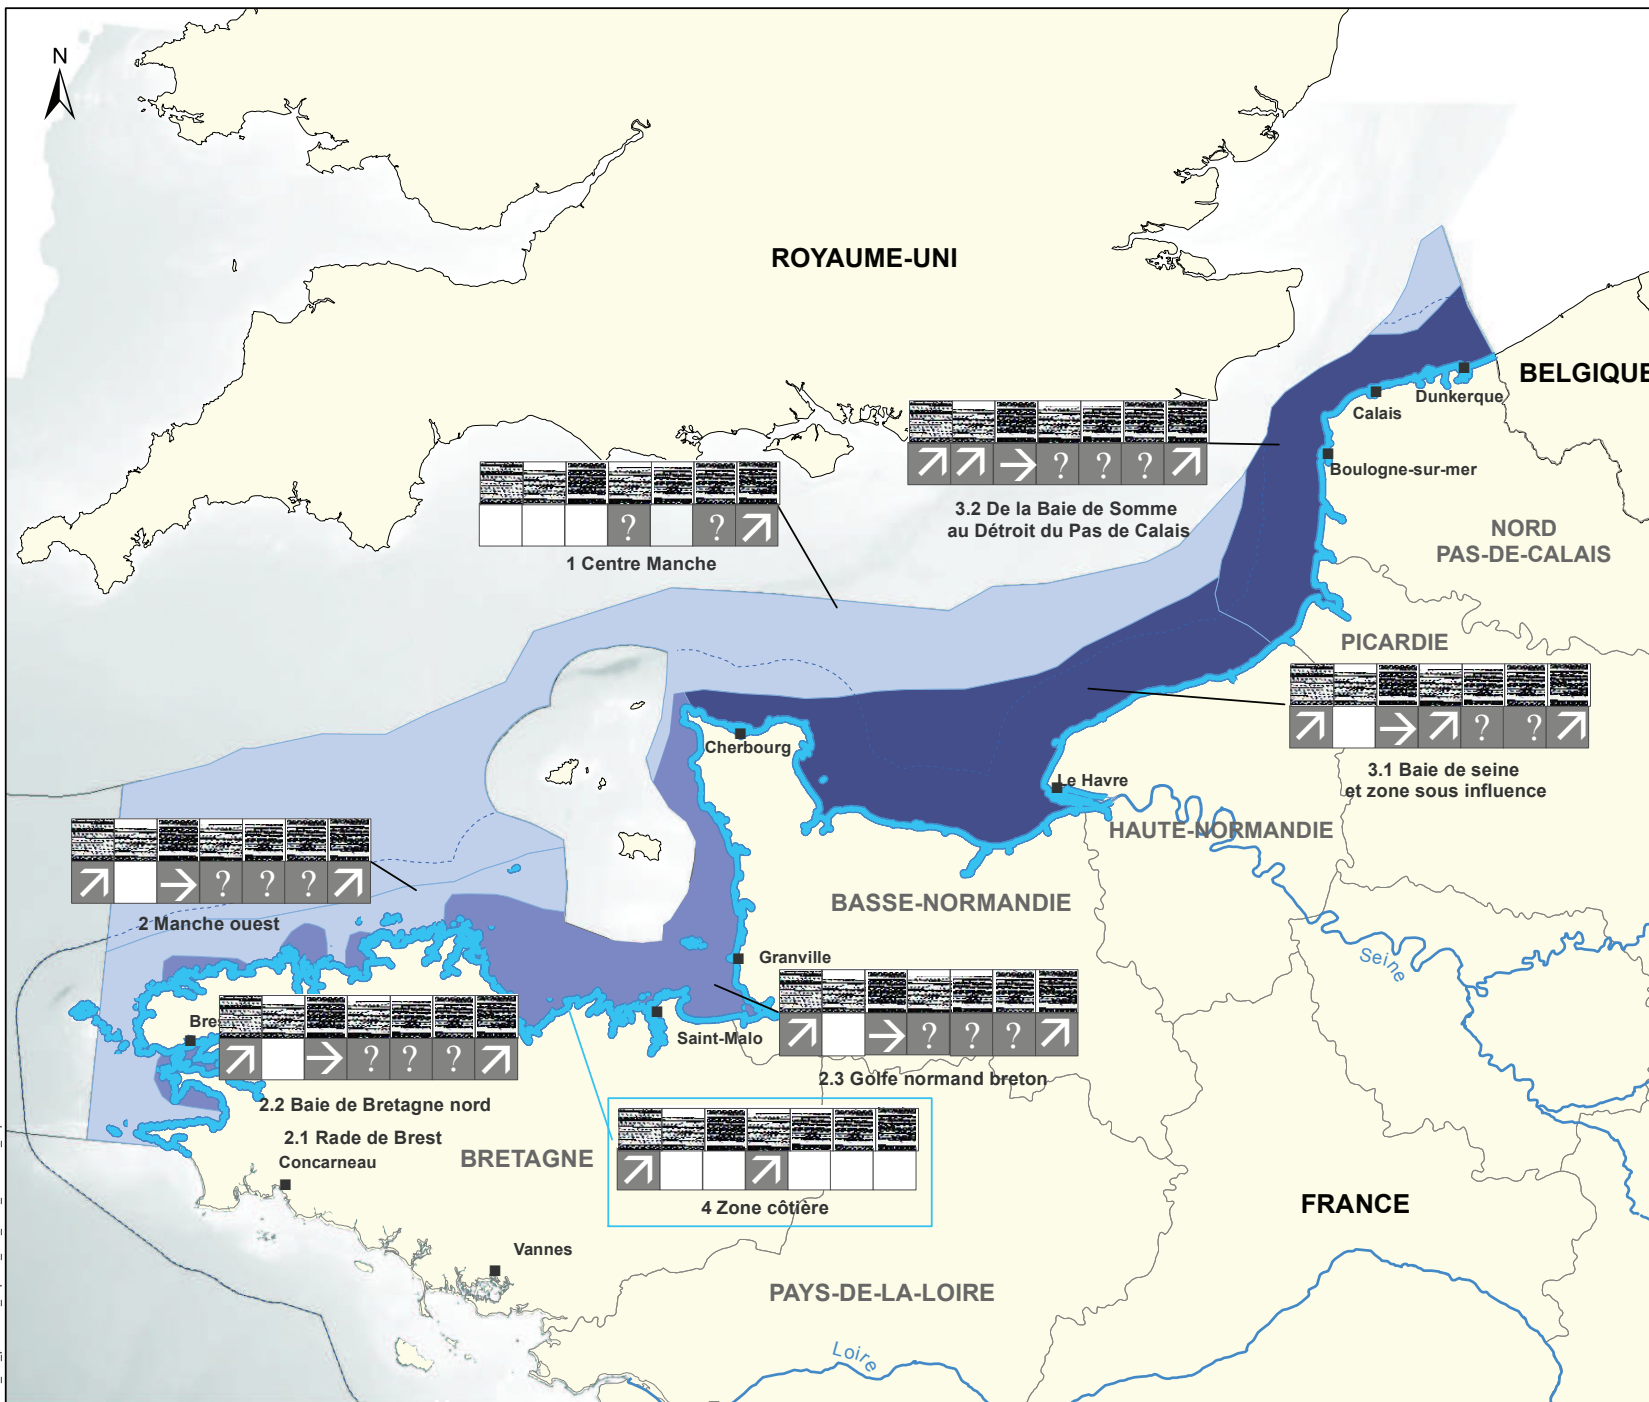 N
ROYAUME-UNI
BELGIQUE
Dunkerque
Calais
Boulogne-sur-mer
3.2 De la Baie de Somme
au Détroit du Pas de Calais
? ? ?
NORD
PAS-DE-CALAIS
? ?
1 Centre Manche
PICARDIE
? ?
3.1 Baie de seine
et zone sous influence
Cherbourg
Le Havre
HAUTE-NORMANDIE
? ? ?
2 Manche ouest
BASSE-NORMANDIE
Granville
Seine
Bre
? ? ?
Saint-Malo
? ? ?
2.3 Golfe normand breton
2.2 Baie de Bretagne nord
2.1 Rade de Brest
Concarneau
BRETAGNE
4 Zone côtière
FRANCE
Vannes
PAYS-DE-LA-LOIRE
Loire